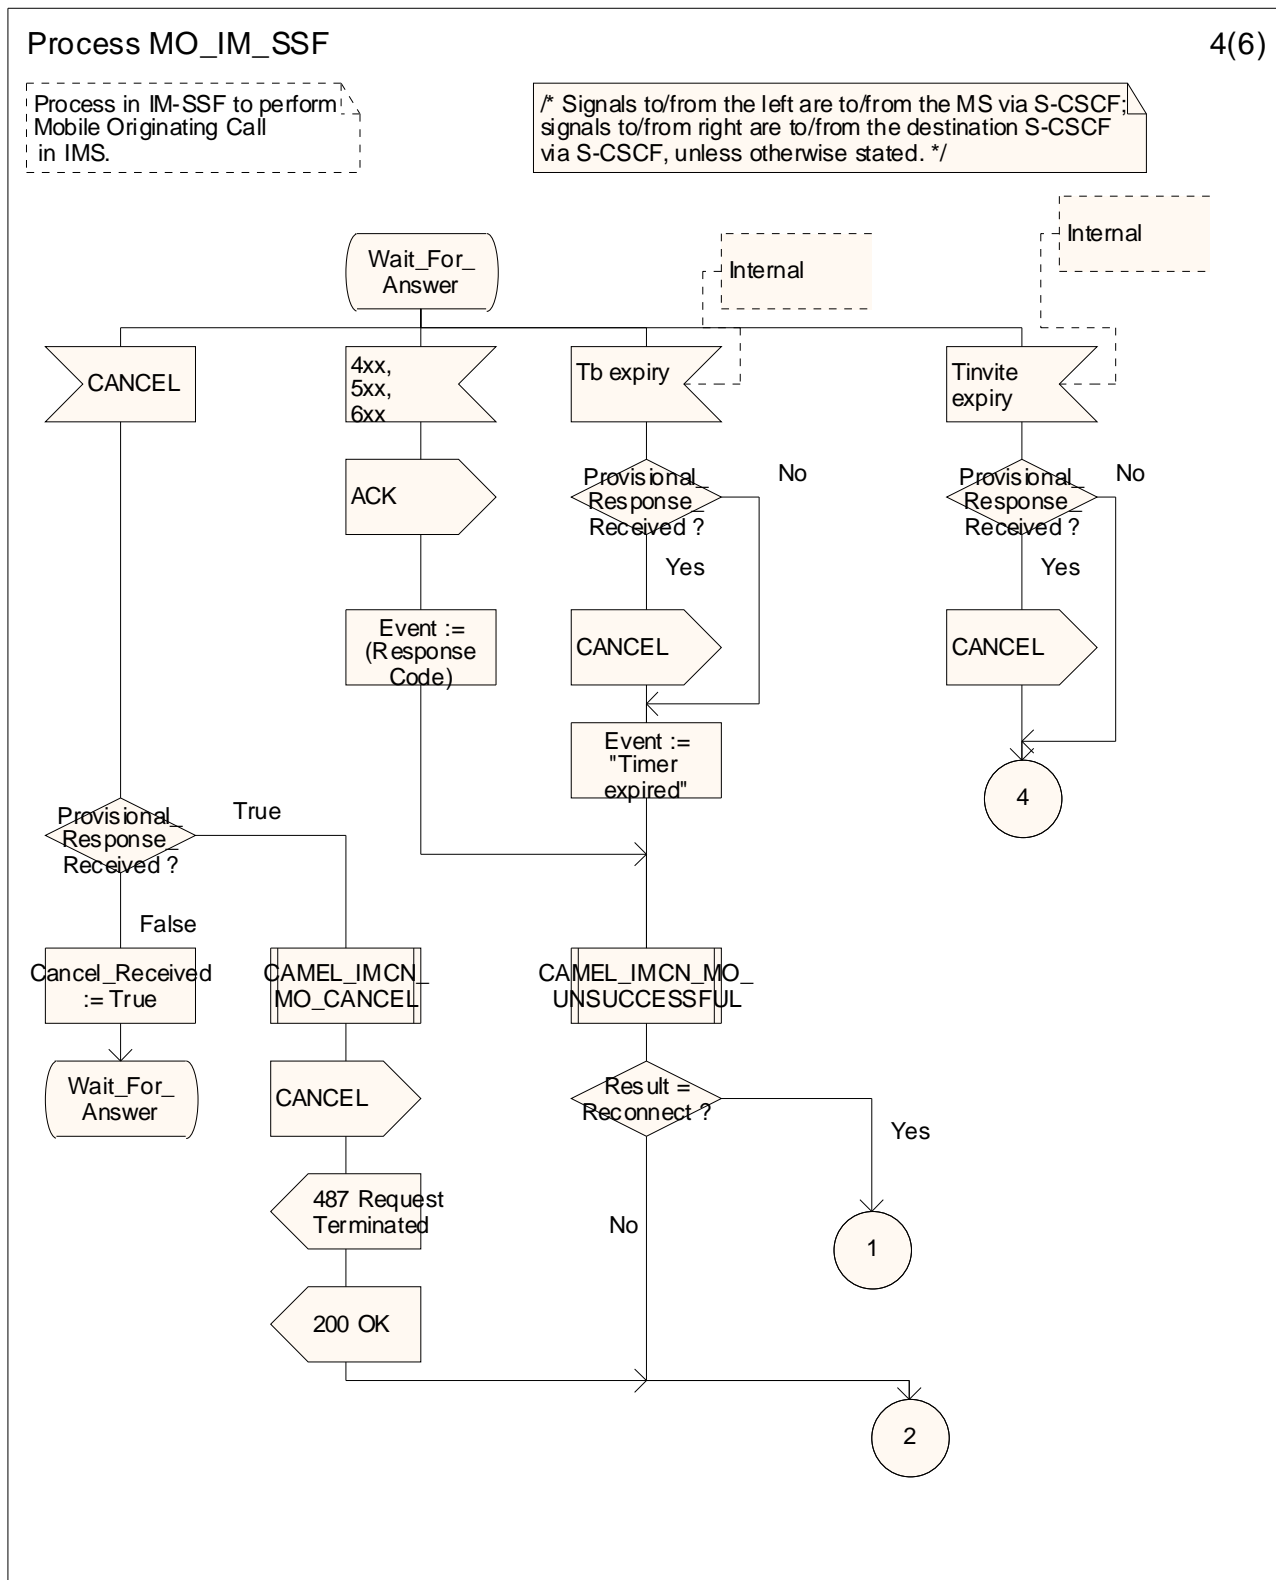 Process MO_IM_SSF
4(6)
Process in IM-SSF to perform
Mobile Originating Call
in IMS.
/* Signals to/from the left are to/from the MS via S-CSCF;
signals to/from right are to/from the destination S-CSCF
via S-CSCF, unless otherwise stated. */
Internal
Internal
Wait_For_
Answer
CANCEL
4xx,
5xx,
6xx
Tb expiry
Tinvite
expiry
ACK
Provisional_
Response_
Received ?
No
Yes
Provisional_
Response_
Received ?
No
Yes
Event :=
(Response
Code)
CANCEL
CANCEL
Event :=
"Timer
expired"
4
Provisional_
Response_
Received ?
True
False
Cancel_Received
:= True
CAMEL_IMCN_
MO_CANCEL
CAMEL_IMCN_MO_
UNSUCCESSFUL
Wait_For_
Answer
CANCEL
Result =
Reconnect ?
Yes
487 Request
Terminated
No
1
200 OK
2